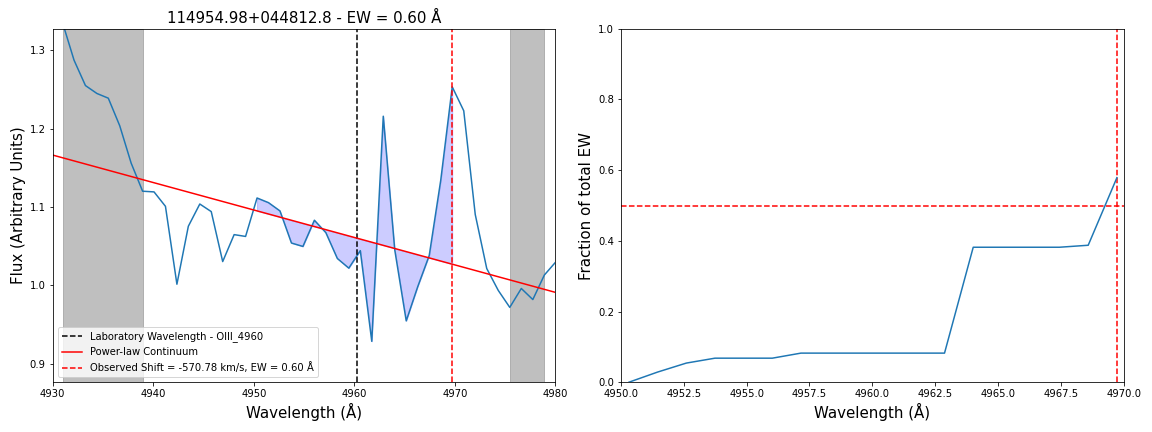 114954.98+044812.8 - EW = 0.60 Å
Flux (Arbitrary Units)
1.3
1.2
1.1
1.0
0.9
Laboratory Wavelength - OIII_4960
Power-law Continuum
Observed Shift = -570.78 km/s, EW = 0.60 Å
4930 4940 4950 4960 4970 4980
Wavelength (Å)
Fraction of total EW
1.0
0.8
0.6
0.4
0.2
0.0
4950.0 4952.5 4955.0 4957.5 4960.0 4962.5 4965.0 4967.5 4970.0
Wavelength (Å)